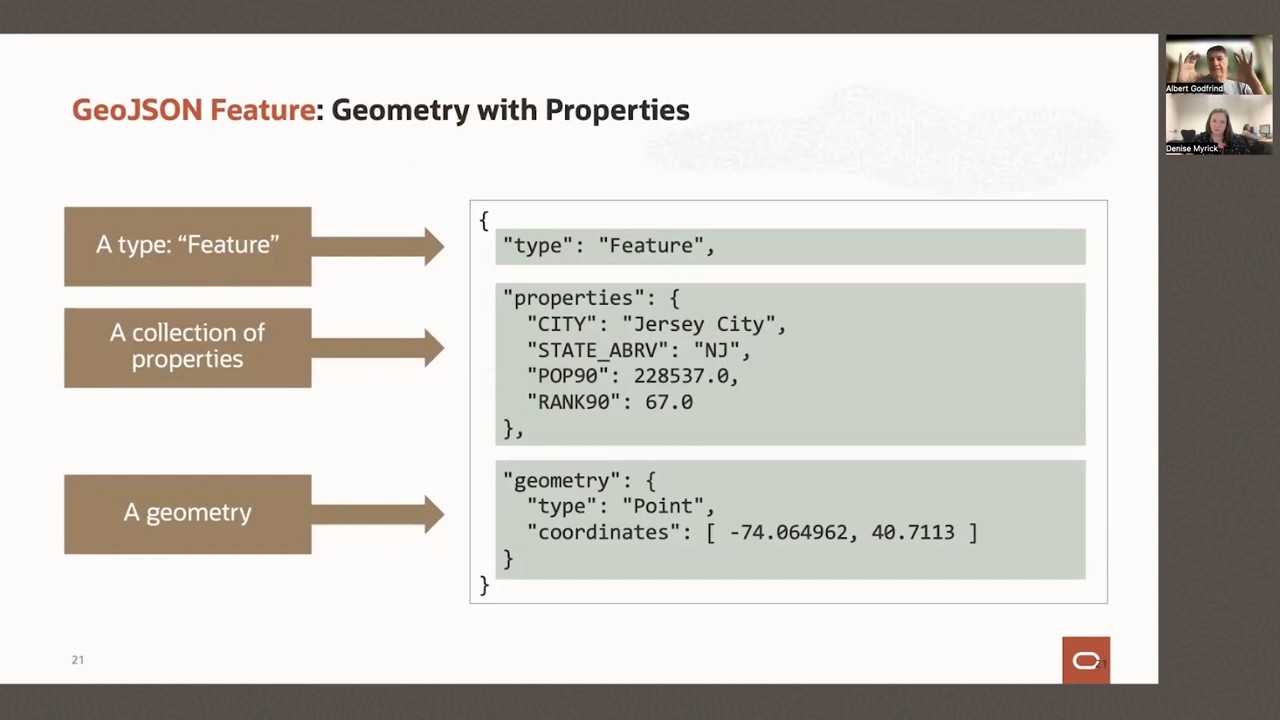 GeoJSON Feature: Geometry with Properties
A type: “Feature”
A collection of
properties
A geometry
{
"type": "Feature",
"properties": {
"CITY": "Jersey City",
"STATE_ABRV": "NJ",
"POP90": 228537.0,
"RANK90": 67.0
},
"geometry": {
"type": "Point",
"coordinates": [ -74.064962, 40.7113 ]
}
}
21
21
Albert Godfrind
Denise Myrick